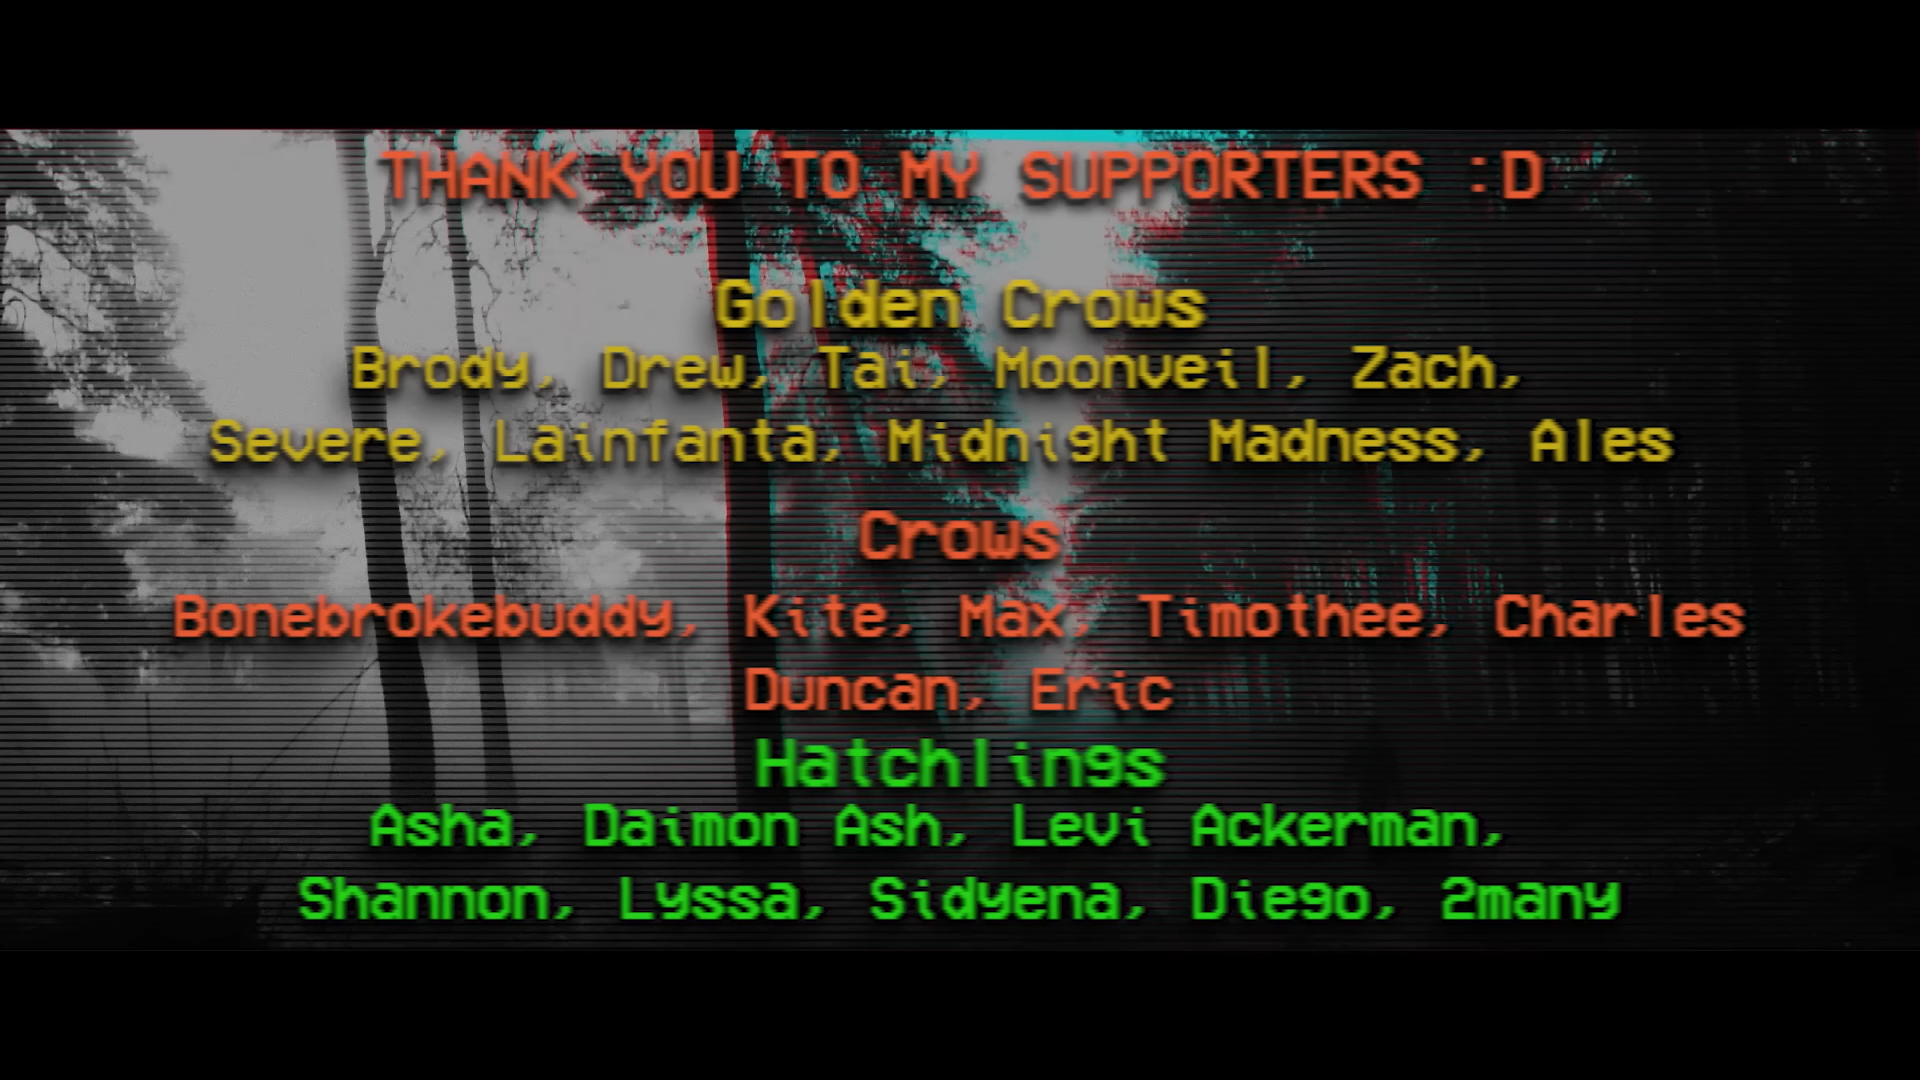 THANK YOU TO MY SUPPORTERS :D
Golden Crows
Brody, Drew, Tai, Moonveil, Zach,
Severe, Lainfanta, Midnight Madness, Ales
Crows
Bonebrokebuddy, Kite, Max, Timothee, Charles
Duncan, Eric
Hatchlings
Asha, Daimon Ash, Levi Ackerman,
Shannon, Lyssa, Sidyena, Diego, 2many